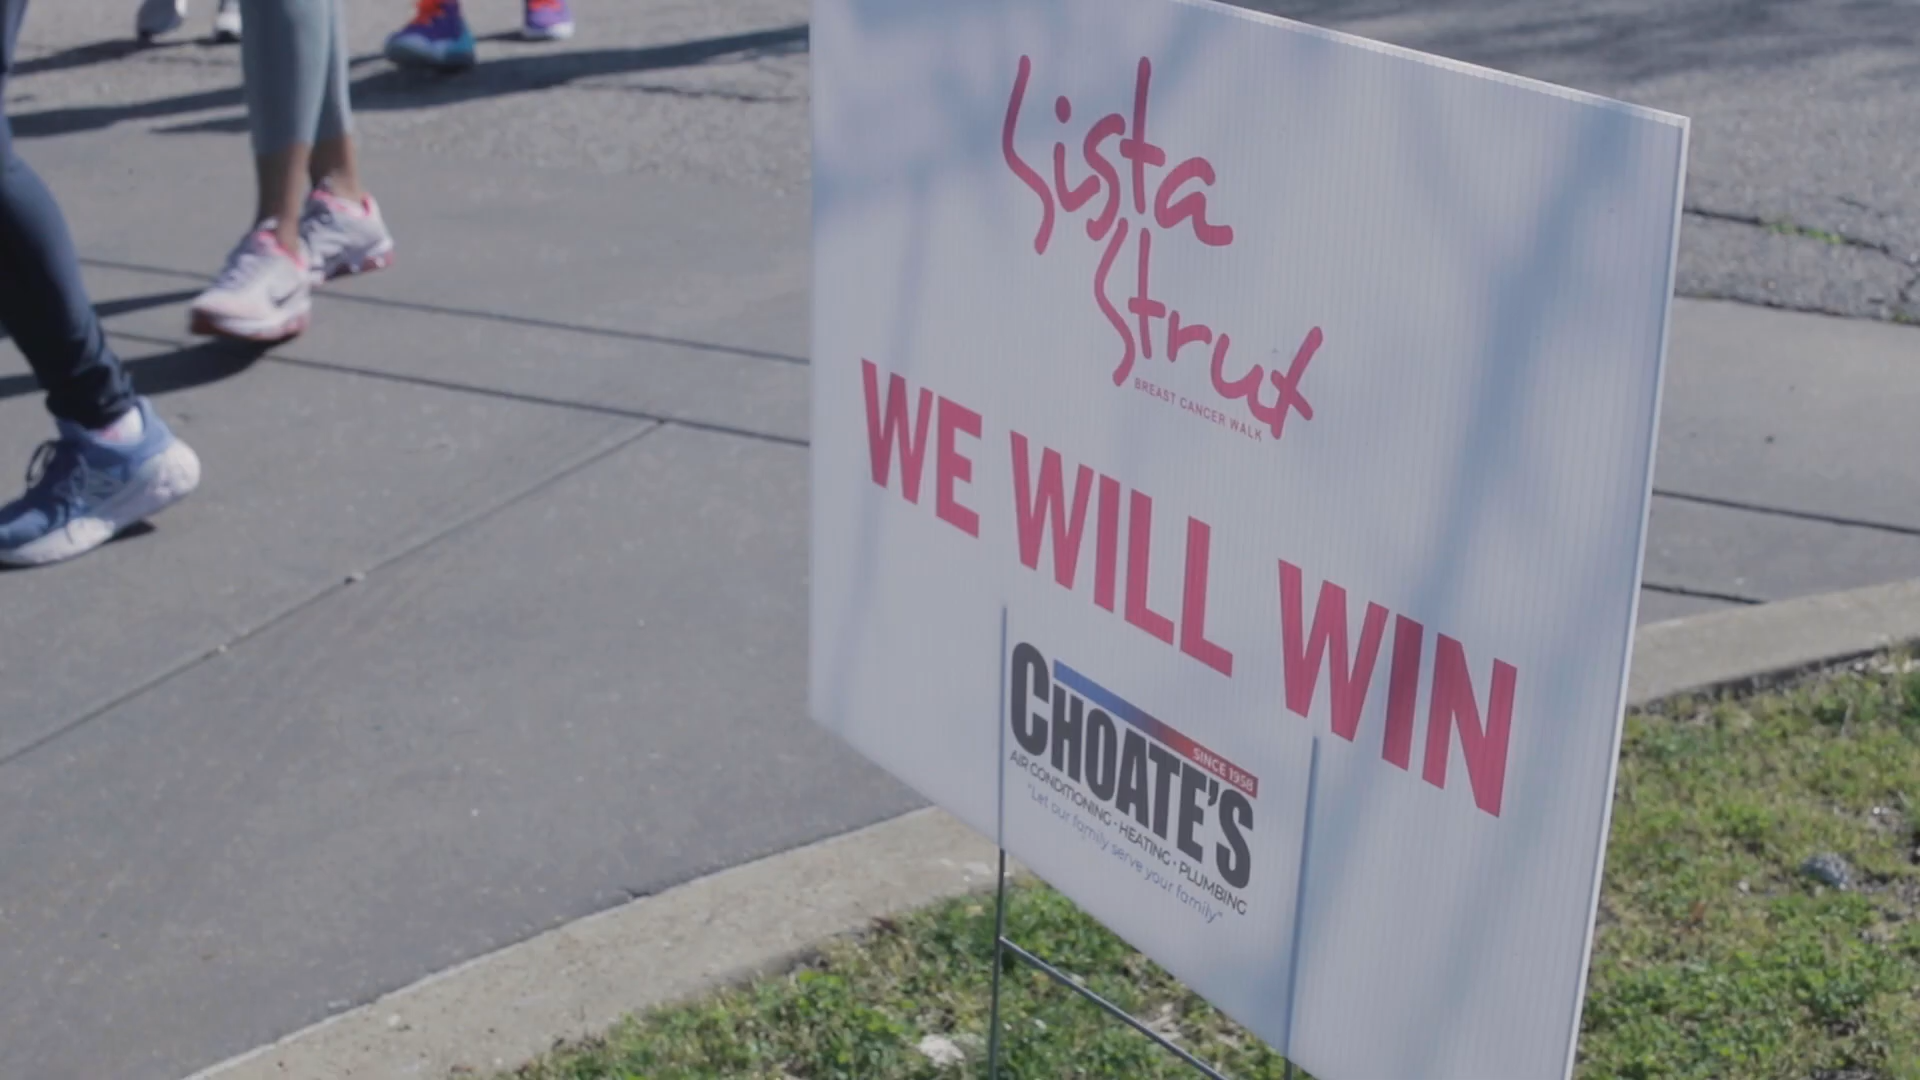 Sista
Strut
BREAST CANCER WALK
WE WILL WIN
SINCE 1958
CHOATE'S
AIR CONDITIONING • HEATING • PLUMBING
"Let our family serve your family"